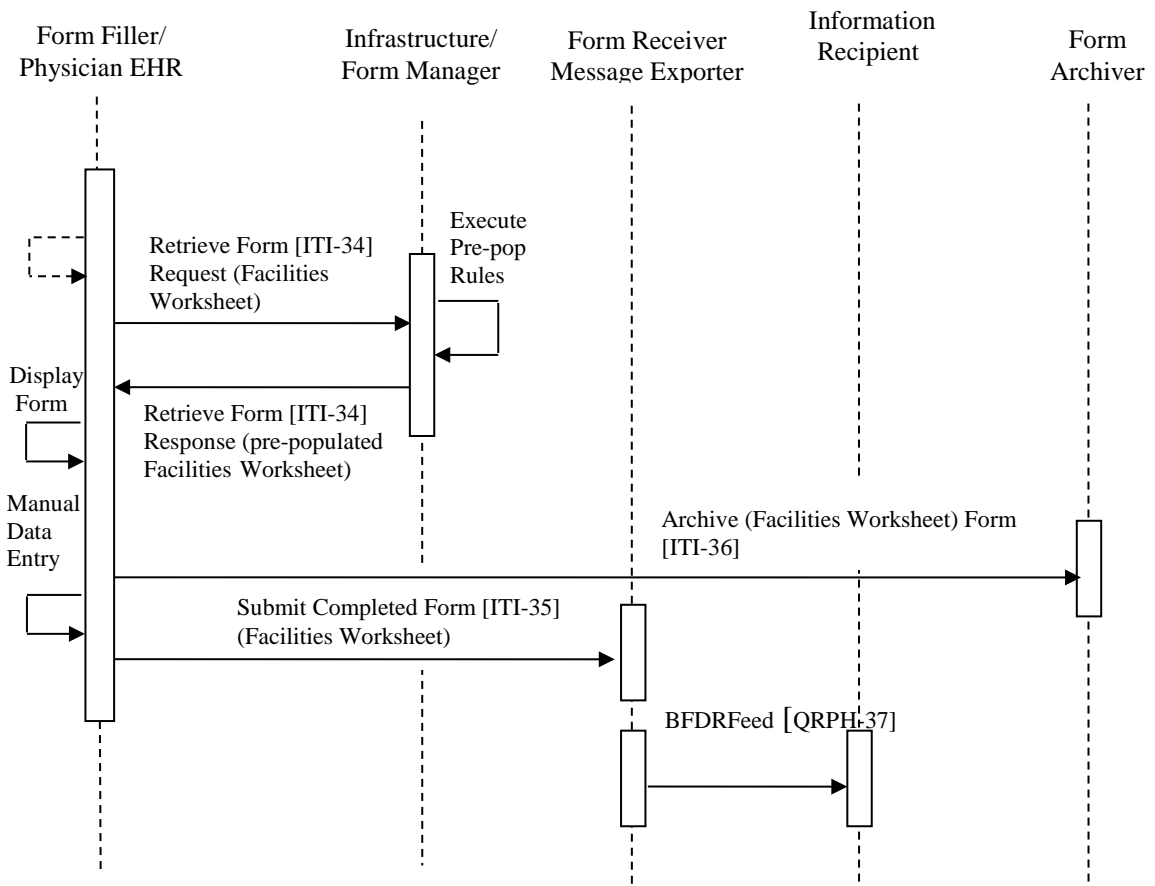 Form Filler/
Physician EHR
Infrastructure/
Form Manager
Form Receiver
Message Exporter
Information
Recipient
Form
Archiver
Execute
Pre-pop
Rules
Retrieve Form [ITI-34]
Request (Facilities
Worksheet)
Display
Form
Retrieve Form [ITI-34]
Response (pre-populated
Facilities Worksheet)
Manual
Data
Entry
Archive (Facilities Worksheet) Form
[ITI-36]
Submit Completed Form [ITI-35]
(Facilities Worksheet)
BFDRFeed [QRPH-37]